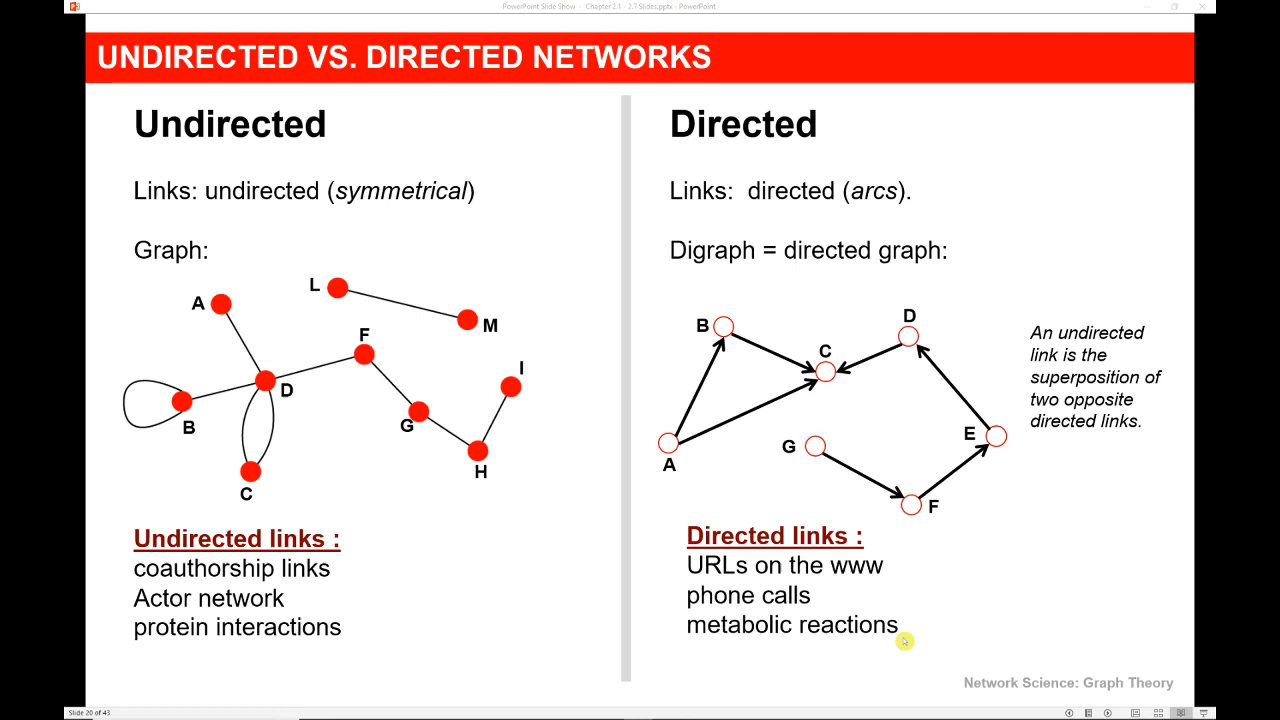 PowerPoint Slide Show - Chapter 2.1 - 2.7 Slides.pptx - PowerPoint
UNDIRECTED VS. DIRECTED NETWORKS
Undirected
Links: undirected (symmetrical)
Graph:
A
L
M
F
I
D
B
G
C
H
Undirected links :
coauthorship links
Actor network
protein interactions
Directed
Links: directed (arcs).
Digraph = directed graph:
B
D
C
A
G
E
F
An undirected
link is the
superposition of
two opposite
directed links.
Directed links :
URLs on the www
phone calls
metabolic reactions
Network Science: Graph Theory
Slide 20 of 43